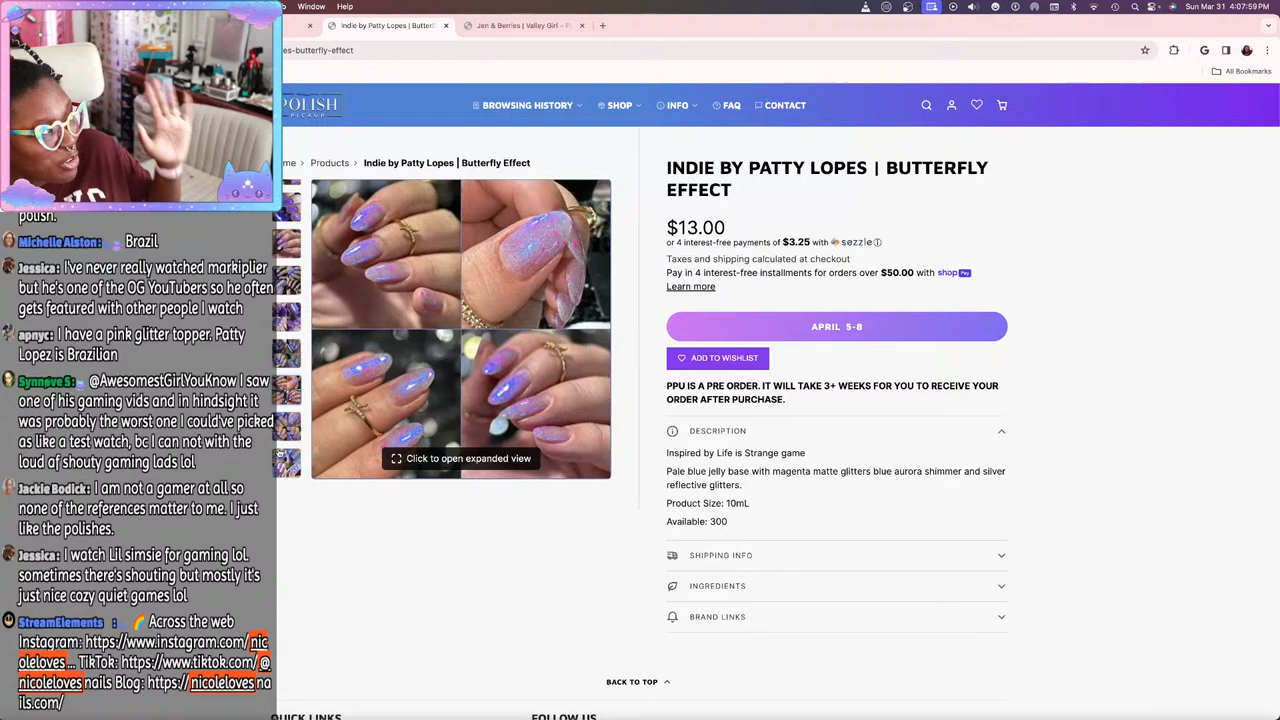 Window Help
Sun Mar 31 4:07:59 PM
Indie by Patty Lopes | Butterf
Jen & Berries | Valley Girl – P
es-butterfly-effect
All Bookmarks
POLISH
PICKUP
BROWSING HISTORY
SHOP
INFO
FAQ
CONTACT
me > Products > Indie by Patty Lopes | Butterfly Effect
INDIE BY PATTY LOPES | BUTTERFLY
EFFECT
$13.00
or 4 interest-free payments of $3.25 with sezzle
Taxes and shipping calculated at checkout
Pay in 4 interest-free installments for orders over $50.00 with shop Pay
Learn more
APRIL 5-8
ADD TO WISHLIST
PPU IS A PRE ORDER. IT WILL TAKE 3+ WEEKS FOR YOU TO RECEIVE YOUR
ORDER AFTER PURCHASE.
DESCRIPTION
Inspired by Life is Strange game
Pale blue jelly base with magenta matte glitters blue aurora shimmer and silver
reflective glitters.
Product Size: 10mL
Available: 300
SHIPPING INFO
INGREDIENTS
BRAND LINKS
Click to open expanded view
BACK TO TOP
QUICK LINKS
FOLLOW US
polish.
Michelle Alston: Brazil
Jessica: I've never really watched markiplier
but he's one of the OG YouTubers so he often
gets featured with other people I watch
apnyc: I have a pink glitter topper. Patty
Lopez is Brazilian
Synnøve S: @AwesomestGirlYouKnow I saw
one of his gaming vids and in hindsight it
was probably the worst one I could've picked
as like a test watch, bc I can not with the
loud af shouty gaming lads lol
Jackie Bodick: I am not a gamer at all so
none of the references matter to me. I just
like the polishes.
Jessica: I watch Lil simsie for gaming lol.
sometimes there's shouting but mostly it's
just nice cozy quiet games lol
StreamElements : 🌈 Across the web
Instagram: https://www.instagram.com/nic
oleloves... TikTok: https://www.tiktok.com/@
nicoleloves nails Blog: https://nicoleloves na
ils.com/